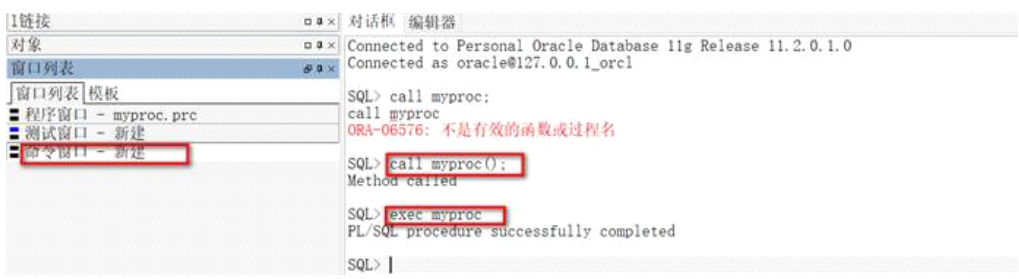 1链接
对象
窗口列表
窗口列表 模板
程序窗口 - myproc.prc
测试窗口 - 新建
命令窗口 - 新建
对话框 编辑器
Connected to Personal Oracle Database 11g Release 11.2.0.1.0
Connected as oracle@127.0.0.1_orcl
SQL> call myproc;
call myproc
ORA-06576: 不是有效的函数或过程名
SQL> call myproc();
Method called
SQL> exec myproc
PL/SQL procedure successfully completed
SQL>